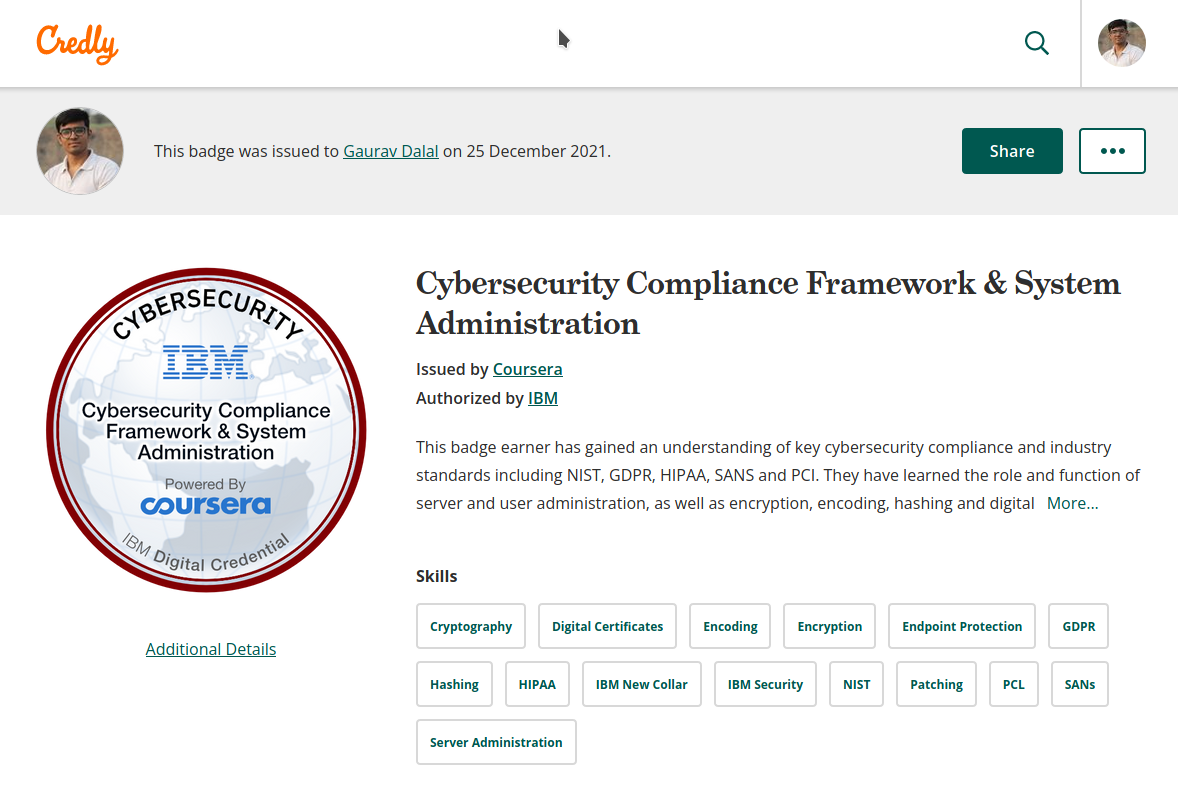 Credly
This badge was issued to Gaurav Dalal on 25 December 2021.
Share
CYBERSECURITY
IBM
Cybersecurity Compliance
Framework & System
Administration
Powered By
coursera
IBM Digital Credential
Additional Details
Cybersecurity Compliance Framework & System
Administration
Issued by Coursera
Authorized by IBM
This badge earner has gained an understanding of key cybersecurity compliance and industry
standards including NIST, GDPR, HIPAA, SANS and PCI. They have learned the role and function of
server and user administration, as well as encryption, encoding, hashing and digital More...
Skills
Cryptography Digital Certificates Encoding Encryption Endpoint Protection GDPR
Hashing HIPAA IBM New Collar IBM Security NIST Patching PCL SANs
Server Administration